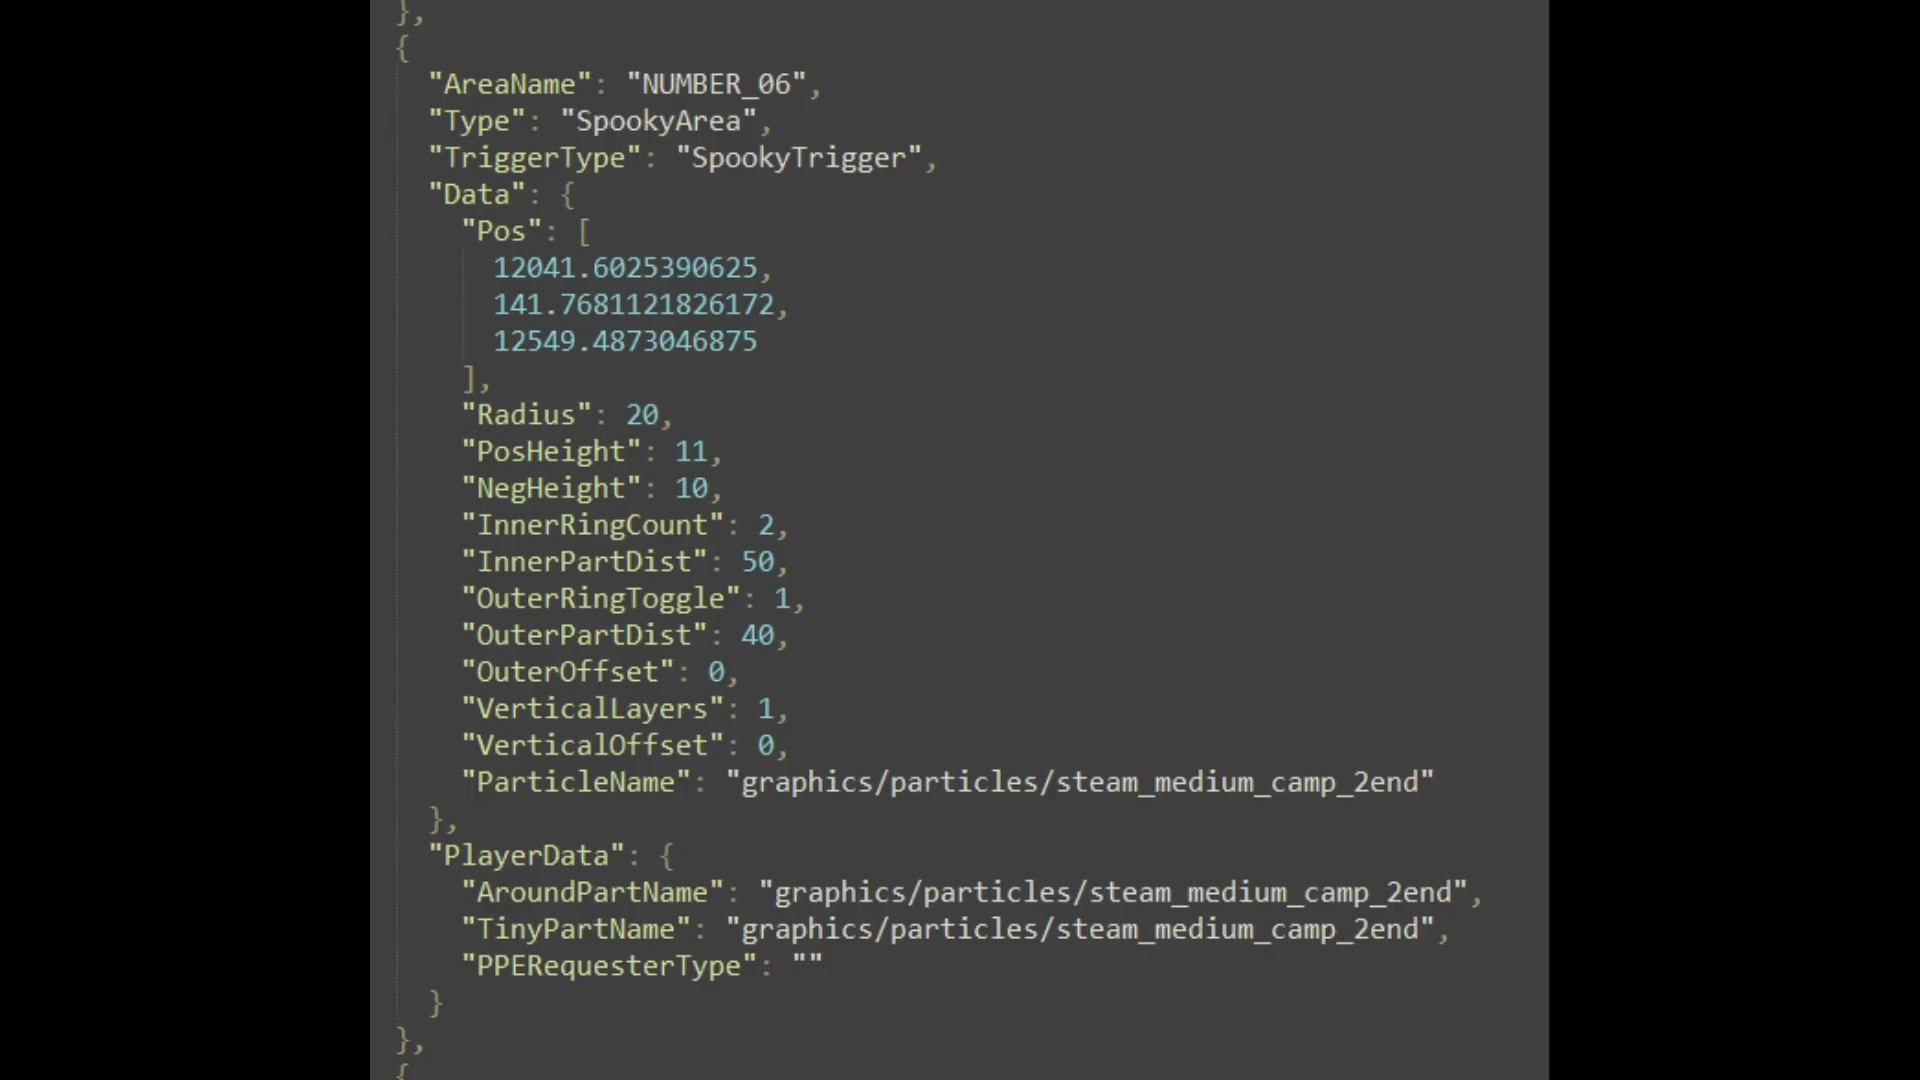 },
{
"AreaName": "NUMBER_06",
"Type": "SpookyArea",
"TriggerType": "SpookyTrigger",
"Data": {
"Pos": [
12041.6025390625,
141.7681121826172,
12549.4873046875
],
"Radius": 20,
"PosHeight": 11,
"NegHeight": 10,
"InnerRingCount": 2,
"InnerPartDist": 50,
"OuterRingToggle": 1,
"OuterPartDist": 40,
"OuterOffset": 0,
"VerticalLayers": 1,
"VerticalOffset": 0,
"ParticleName": "graphics/particles/steam_medium_camp_2end"
},
"PlayerData": {
"AroundPartName": "graphics/particles/steam_medium_camp_2end",
"TinyPartName": "graphics/particles/steam_medium_camp_2end",
"PPERequesterType": ""
}
},
{